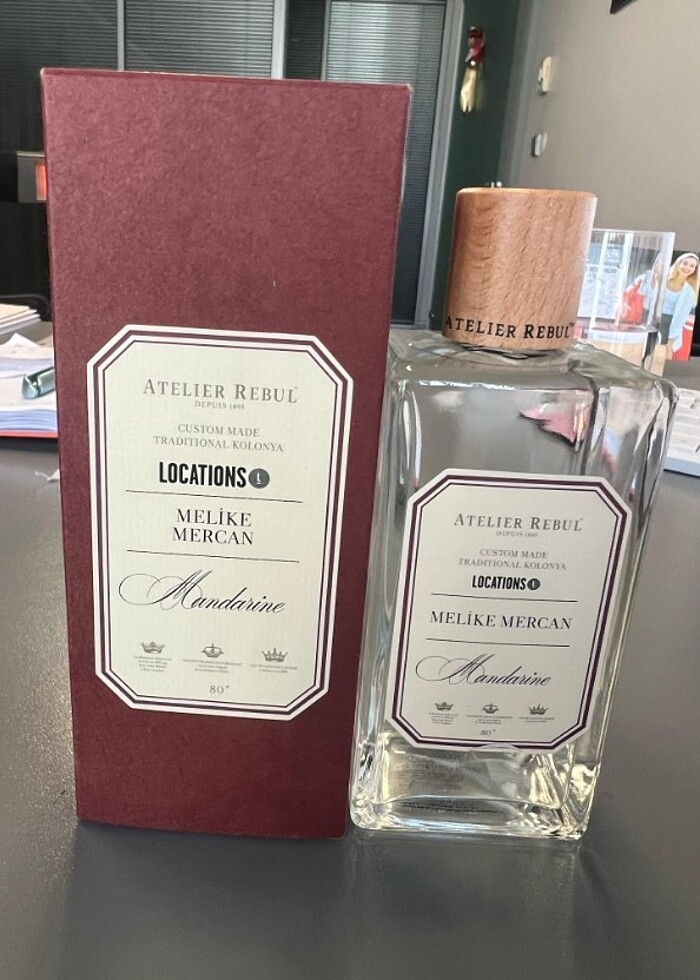 ATELIER REBUL
DEPUIS 1895
CUSTOM MADE
TRADITIONAL KOLONYA
LOCATIONS L
MELİKE
MERCAN
Mandarine
80°
ATELIER REBUL™
ATELIER REBUL
DEPUIS 1895
CUSTOM MADE
TRADITIONAL KOLONYA
LOCATIONS L
MELİKE MERCAN
Mandarine
80°